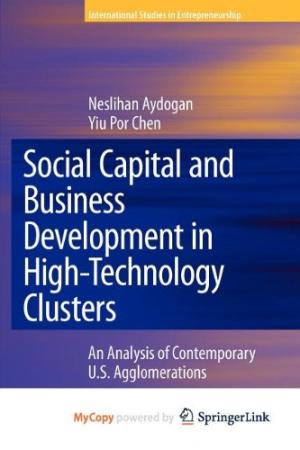 International Studies in Entrepreneurship
Neslihan Aydogan
Yiu Por Chen
Social Capital and
Business
Development in
High-Technology
Clusters
An Analysis of Contemporary
U.S. Agglomerations
MyCopy powered by SpringerLink